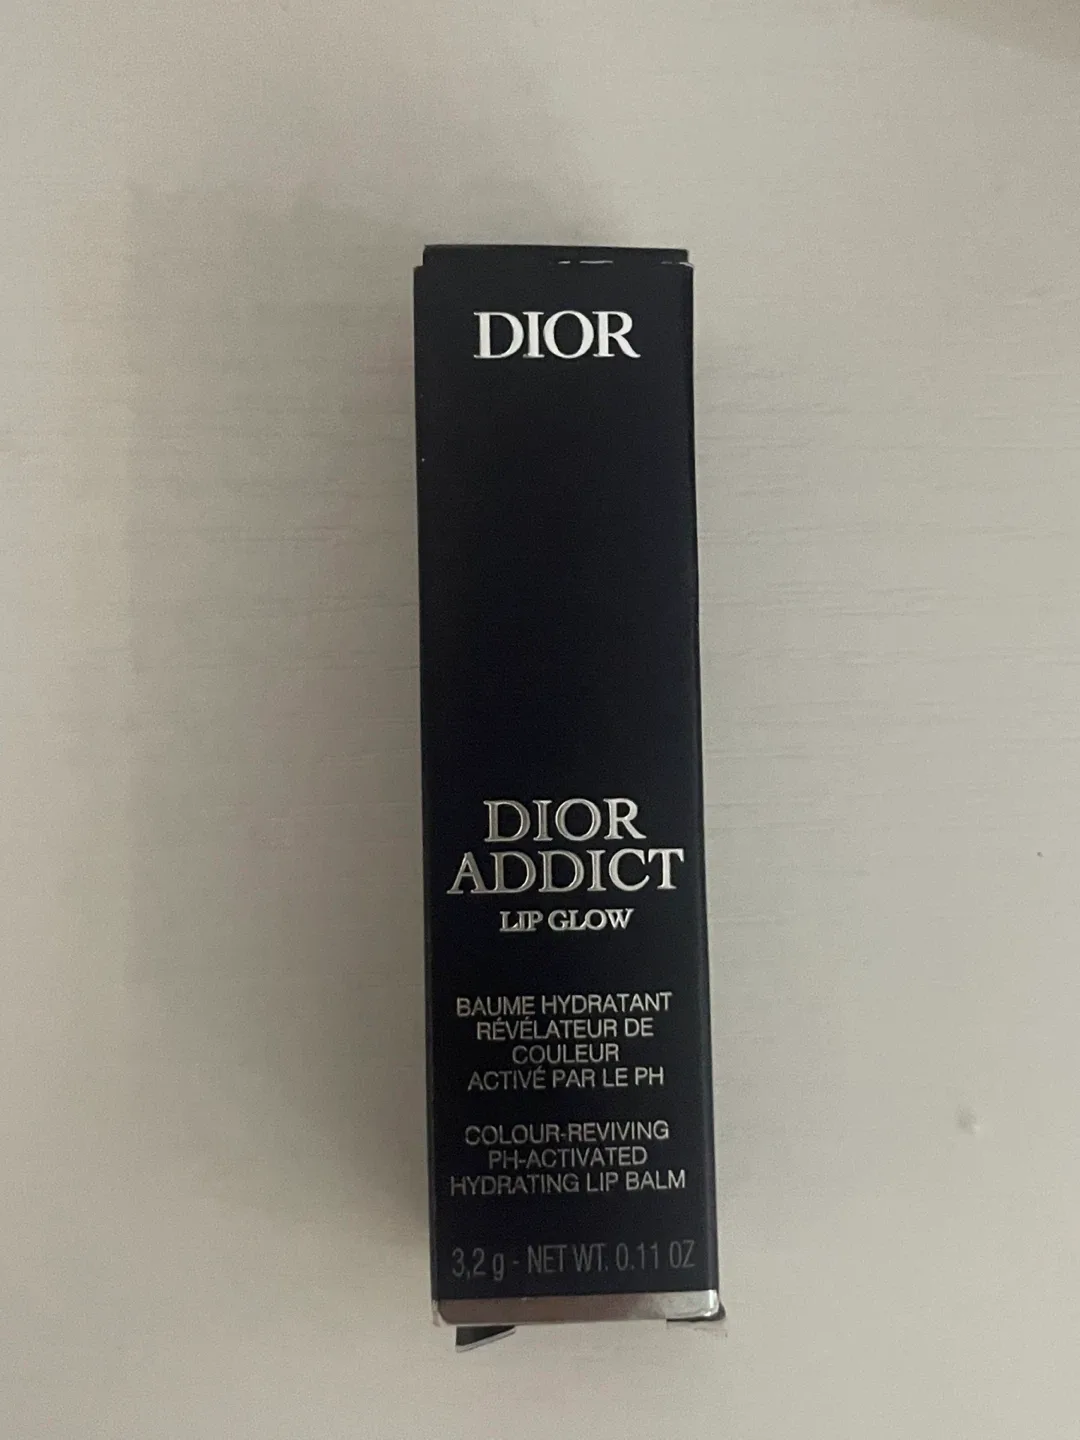 DIOR
DIOR
ADDICT
LIP GLOW
BAUME HYDRATANT
RÉVÉLATEUR DE
COULEUR
ACTIVÉ PAR LE PH
COLOUR-REVIVING
PH-ACTIVATED
HYDRATING LIP BALM
3,2 g - NET WT. 0.11 OZ